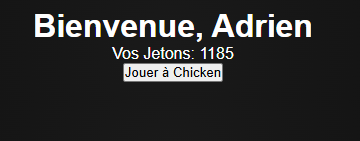 Bienvenue, Adrien
Vos Jetons: 1185
Jouer à Chicken